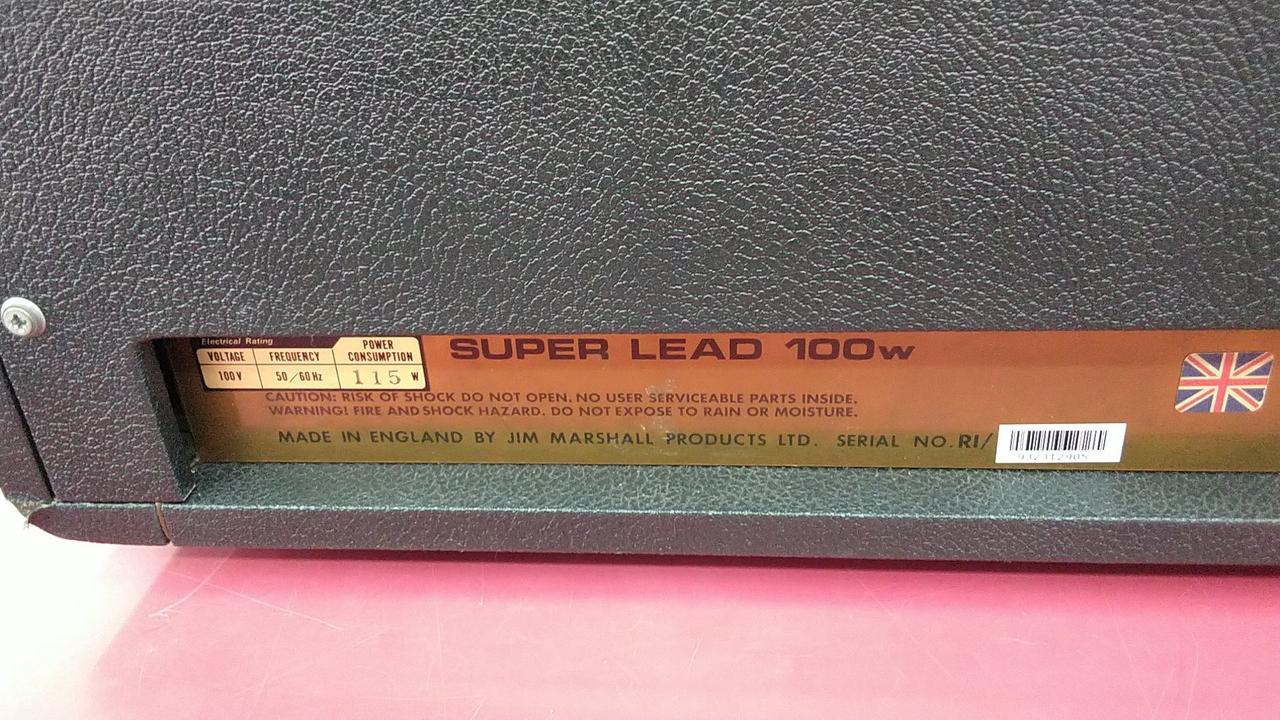 Electrical Rating
VOLTAGE FREQUENCY POWER CONSUMPTION
100V 50/60Hz 115 W
SUPER LEAD 100w
CAUTION: RISK OF SHOCK DO NOT OPEN. NO USER SERVICEABLE PARTS INSIDE.
WARNING! FIRE AND SHOCK HAZARD. DO NOT EXPOSE TO RAIN OR MOISTURE.
MADE IN ENGLAND BY JIM MARSHALL PRODUCTS LTD. SERIAL NO. RI/